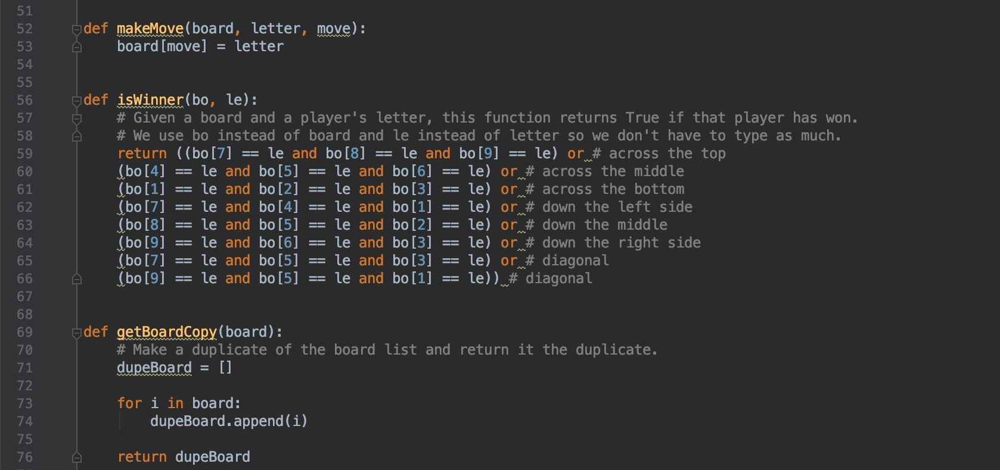 51
52 def makeMove(board, letter, move):
53     board[move] = letter
54
55
56 def isWinner(bo, le):
57     # Given a board and a player's letter, this function returns True if that player has won.
58     # We use bo instead of board and le instead of letter so we don't have to type as much.
59     return ((bo[7] == le and bo[8] == le and bo[9] == le) or # across the top
60     (bo[4] == le and bo[5] == le and bo[6] == le) or # across the middle
61     (bo[1] == le and bo[2] == le and bo[3] == le) or # across the bottom
62     (bo[7] == le and bo[4] == le and bo[1] == le) or # down the left side
63     (bo[8] == le and bo[5] == le and bo[2] == le) or # down the middle
64     (bo[9] == le and bo[6] == le and bo[3] == le) or # down the right side
65     (bo[7] == le and bo[5] == le and bo[3] == le) or # diagonal
66     (bo[9] == le and bo[5] == le and bo[1] == le)) # diagonal
67
68
69 def getBoardCopy(board):
70     # Make a duplicate of the board list and return it the duplicate.
71     dupeBoard = []
72
73     for i in board:
74         dupeBoard.append(i)
75
76     return dupeBoard